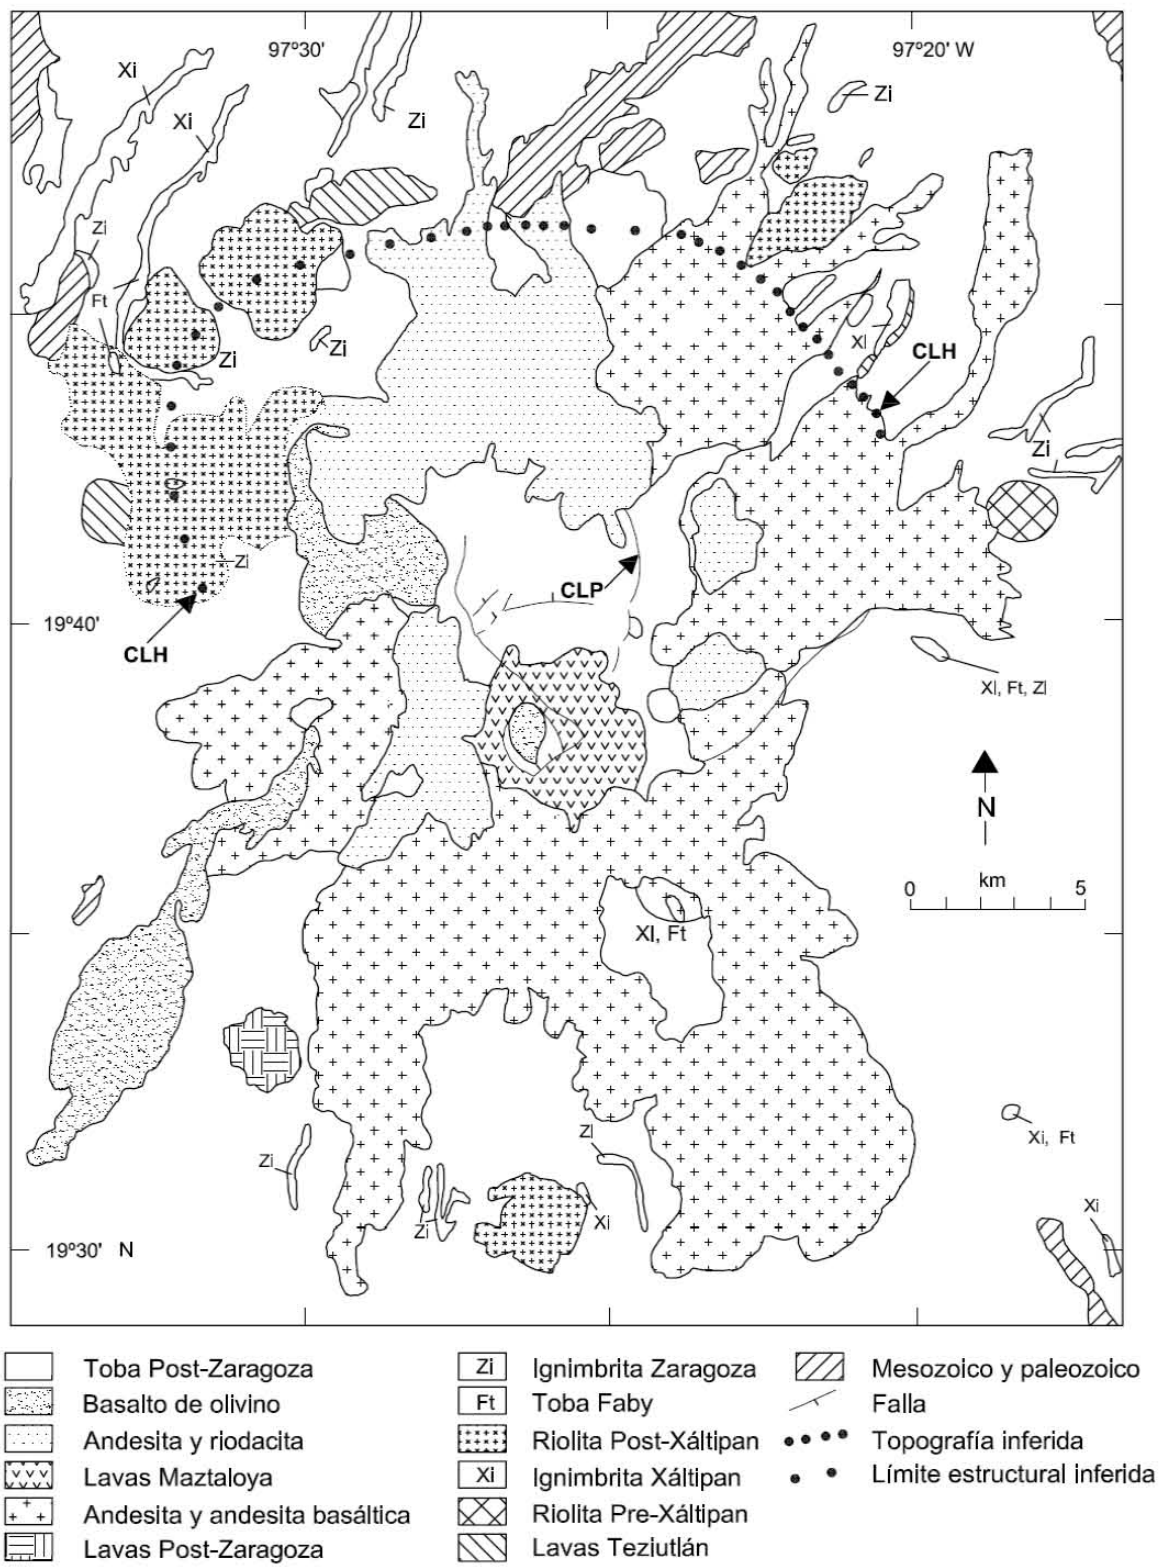 97º30'
97º20' W
Xi
Zi
Zi
Xi
Zi
Ft
Xl
Zi
Zi
CLH
Zi
Zi
CLP
19º40'
CLH
Xl, Ft, Zl
N
km
0 5
Xl, Ft
Xi, Ft
Zl
Zi
Xi
Zi
Xi
19º30' N
Toba Post-Zaragoza
Basalto de olivino
Andesita y riodacita
Lavas Maztaloya
Andesita y andesita basáltica
Lavas Post-Zaragoza
Zi Ignimbrita Zaragoza
Ft Toba Faby
Riolita Post-Xáltipan
Xi Ignimbrita Xáltipan
Riolita Pre-Xáltipan
Lavas Teziutlán
Mesozoico y paleozoico
Falla
Topografía inferida
Límite estructural inferida